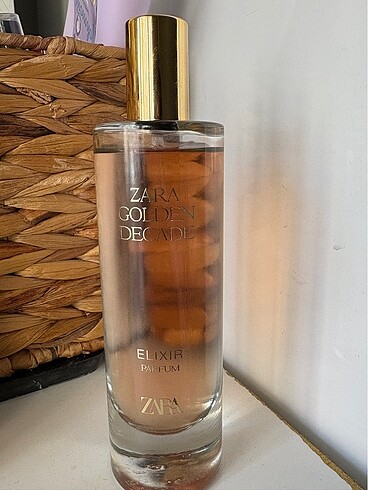 ZARA
GOLDEN
DECADE
ELIXIR
PARFUM
ZARA